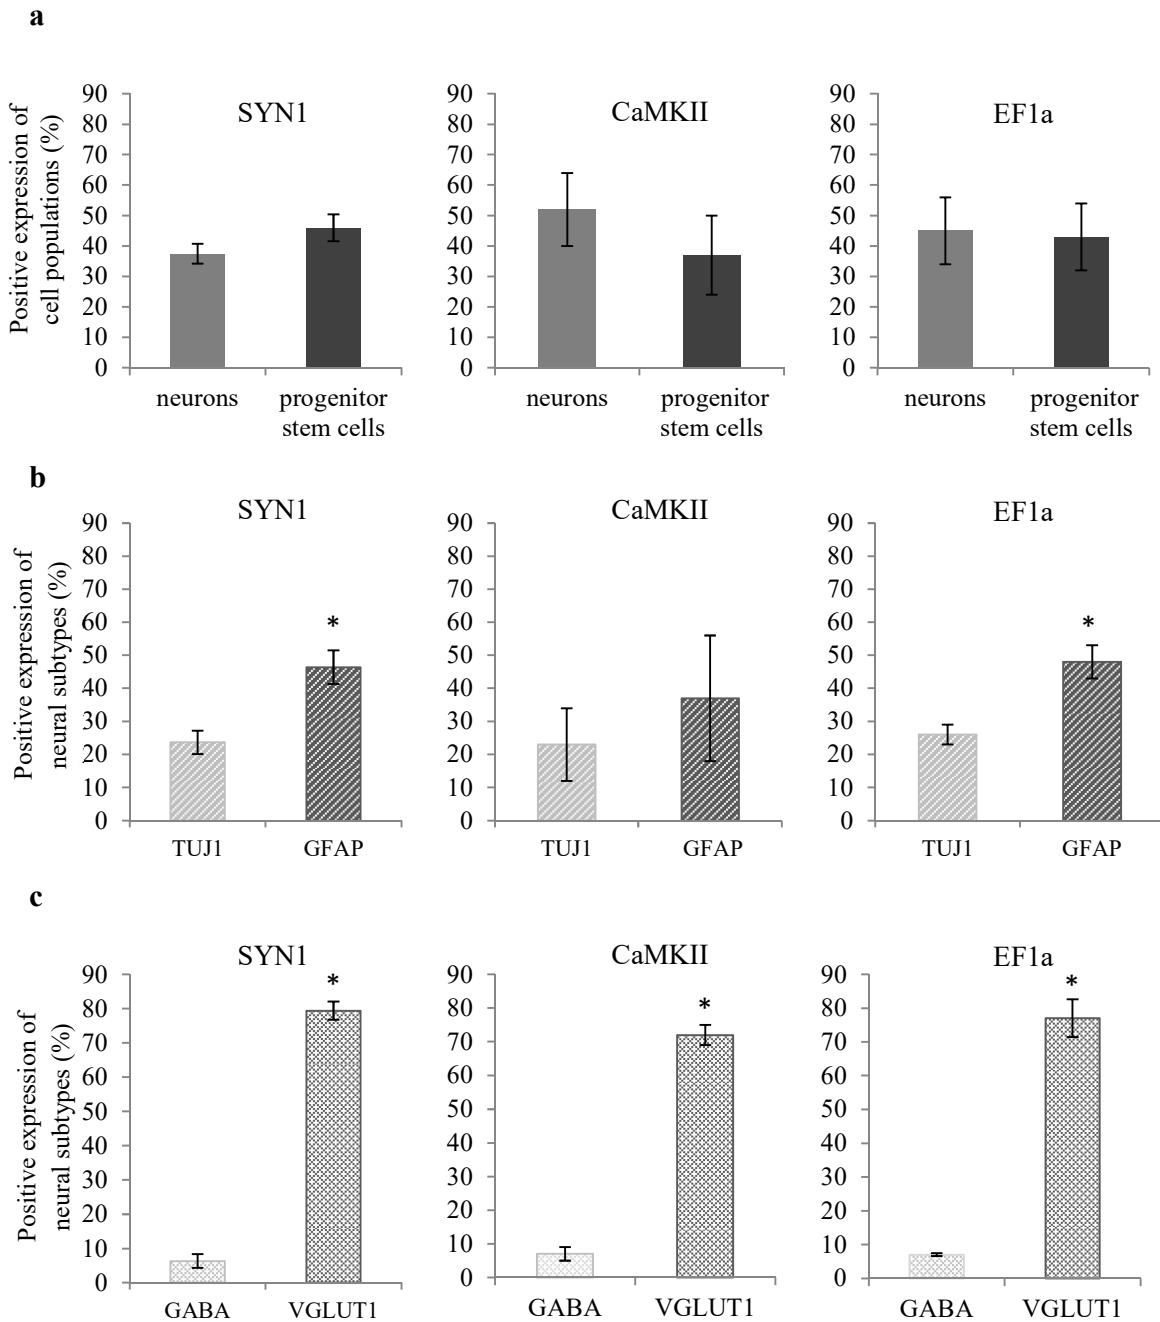 a
SYN1
CaMKII
EF1a
Positive expression of
cell populations (%)
90
80
70
60
50
40
30
20
10
0
neurons
progenitor
stem cells
90
80
70
60
50
40
30
20
10
0
neurons
progenitor
stem cells
90
80
70
60
50
40
30
20
10
0
neurons
progenitor
stem cells
b
SYN1
CaMKII
EF1a
Positive expression of
neural subtypes (%)
90
80
70
60
50
40
30
20
10
0
*
TUJ1
GFAP
90
80
70
60
50
40
30
20
10
0
TUJ1
GFAP
90
80
70
60
50
40
30
20
10
0
*
TUJ1
GFAP
c
SYN1
CaMKII
EF1a
Positive expression of
neural subtypes (%)
90
80
70
60
50
40
30
20
10
0
*
GABA
VGLUT1
90
80
70
60
50
40
30
20
10
0
*
GABA
VGLUT1
90
80
70
60
50
40
30
20
10
0
*
GABA
VGLUT1